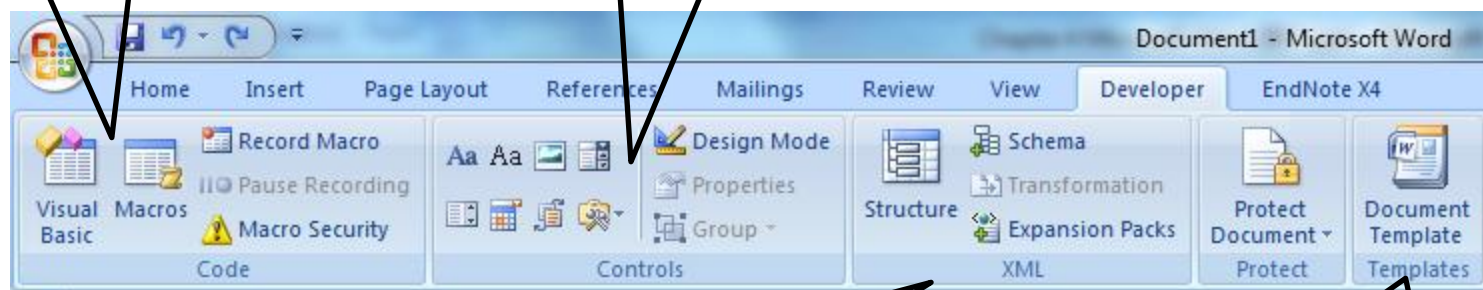 Document1 - Microsoft Word
Home Insert Page Layout References Mailings Review View Developer EndNote X4
Visual Basic
Macros
Record Macro
Pause Recording
Macro Security
Code
Aa Aa
Design Mode
Properties
Group
Controls
Structure
Schema
Transformation
Expansion Packs
XML
Protect
Document
Protect
Document
Template
Templates